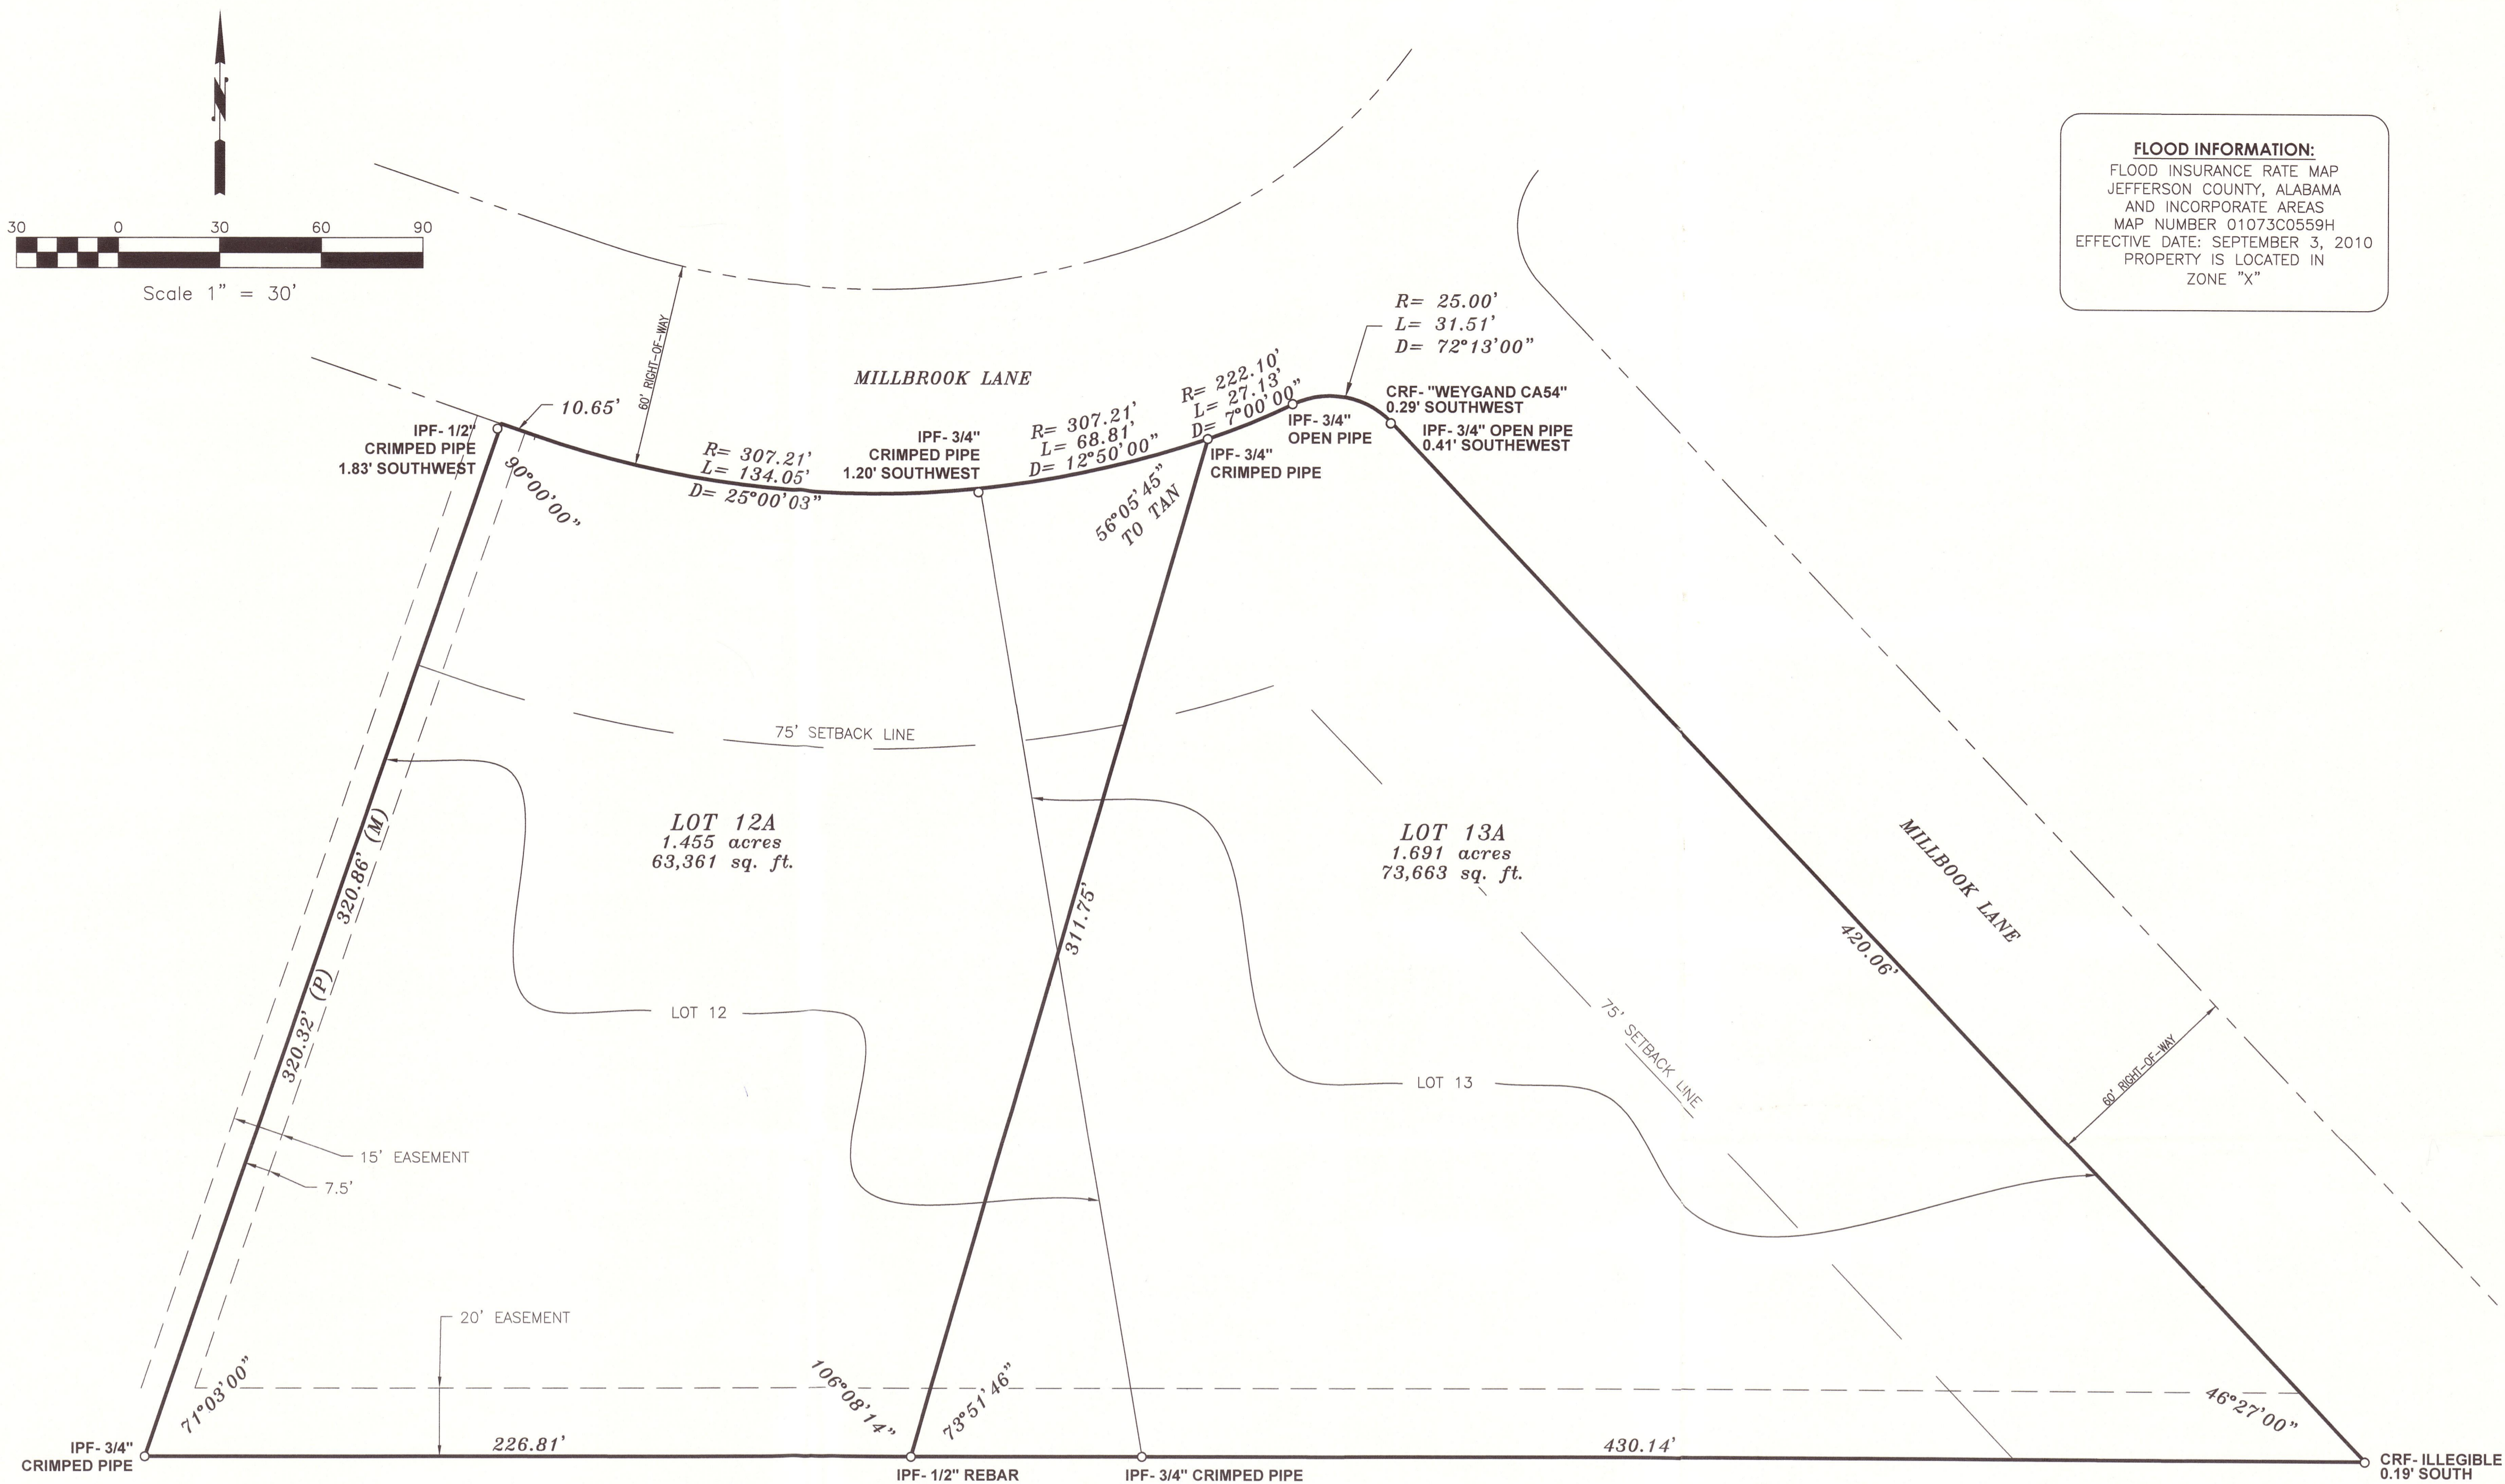 N
30 0 30 60 90
Scale 1" = 30'
FLOOD INFORMATION:
FLOOD INSURANCE RATE MAP
JEFFERSON COUNTY, ALABAMA
AND INCORPORATE AREAS
MAP NUMBER 01073C0559H
EFFECTIVE DATE: SEPTEMBER 3, 2010
PROPERTY IS LOCATED IN
ZONE "X"
60' RIGHT-OF-WAY
MILLBROOK LANE
R= 25.00'
L= 31.51'
D= 72°13'00"
10.65'
IPF- 1/2"
CRIMPED PIPE
1.83' SOUTHWEST
90°00'00"
R= 307.21'
L= 134.05'
D= 25°00'03"
IPF- 3/4"
CRIMPED PIPE
1.20' SOUTHWEST
R= 307.21'
L= 68.81'
D= 12°50'00"
R= 222.10'
L= 27.13'
D= 7°00'00"
IPF- 3/4"
OPEN PIPE
CRF- "WEYGAND CA54"
0.29' SOUTHWEST
IPF- 3/4" OPEN PIPE
0.41' SOUTHEWEST
IPF- 3/4"
CRIMPED PIPE
56°05'45"
TO TAN
75' SETBACK LINE
LOT 12A
1.455 acres
63,361 sq. ft.
LOT 13A
1.691 acres
73,663 sq. ft.
MILLBOOK LANE
320.86' (M)
320.32' (P)
311.75'
420.06'
LOT 12
LOT 13
75' SETBACK LINE
60' RIGHT-OF-WAY
15' EASEMENT
7.5'
20' EASEMENT
71°03'00"
106°08'14"
73°51'46"
46°27'00"
IPF- 3/4"
CRIMPED PIPE
226.81'
IPF- 1/2" REBAR
IPF- 3/4" CRIMPED PIPE
430.14'
CRF- ILLEGIBLE
0.19' SOUTH